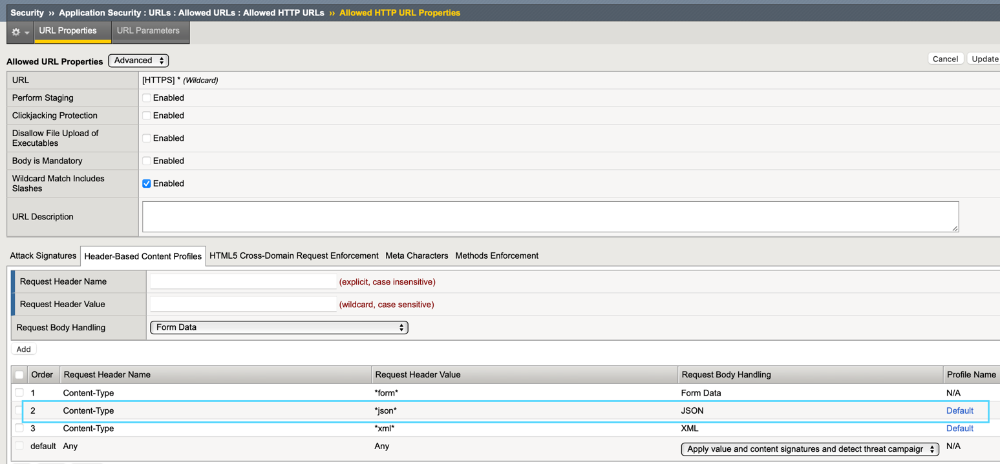 Security ›› Application Security : URLs : Allowed URLs : Allowed HTTP URLs ›› Allowed HTTP URL Properties
URL Properties URL Parameters
Allowed URL Properties Advanced Cancel Update
URL [HTTPS] * (Wildcard)
Perform Staging Enabled
Clickjacking Protection Enabled
Disallow File Upload of
Executables Enabled
Body is Mandatory Enabled
Wildcard Match Includes
Slashes Enabled
URL Description
Attack Signatures Header-Based Content Profiles HTML5 Cross-Domain Request Enforcement Meta Characters Methods Enforcement
Request Header Name (explicit, case insensitive)
Request Header Value (wildcard, case sensitive)
Request Body Handling Form Data
Add
Order Request Header Name Request Header Value Request Body Handling Profile Name
1 Content-Type *form* Form Data N/A
2 Content-Type *json* JSON Default
3 Content-Type *xml* XML Default
default Any Any Apply value and content signatures and detect threat campaigr N/A